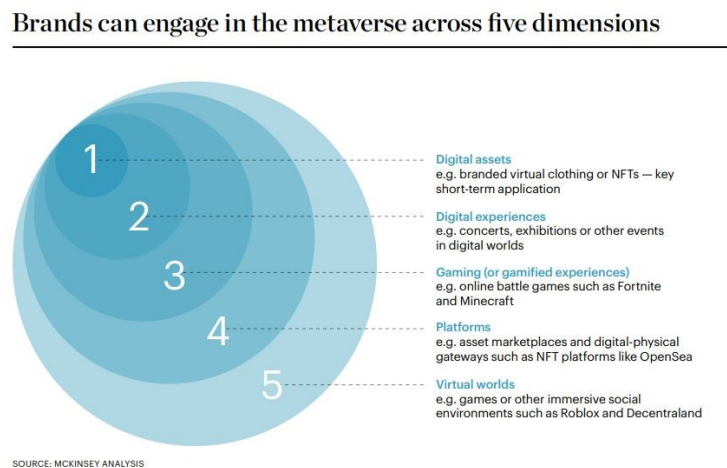 Brands can engage in the metaverse across five dimensions
1
Digital assets
e.g. branded virtual clothing or NFTs — key
short-term application
2
Digital experiences
e.g. concerts, exhibitions or other events
in digital worlds
3
Gaming (or gamified experiences)
e.g. online battle games such as Fortnite
and Minecraft
4
Platforms
e.g. asset marketplaces and digital-physical
gateways such as NFT platforms like OpenSea
5
Virtual worlds
e.g. games or other immersive social
environments such as Roblox and Decentraland
SOURCE: MCKINSEY ANALYSIS